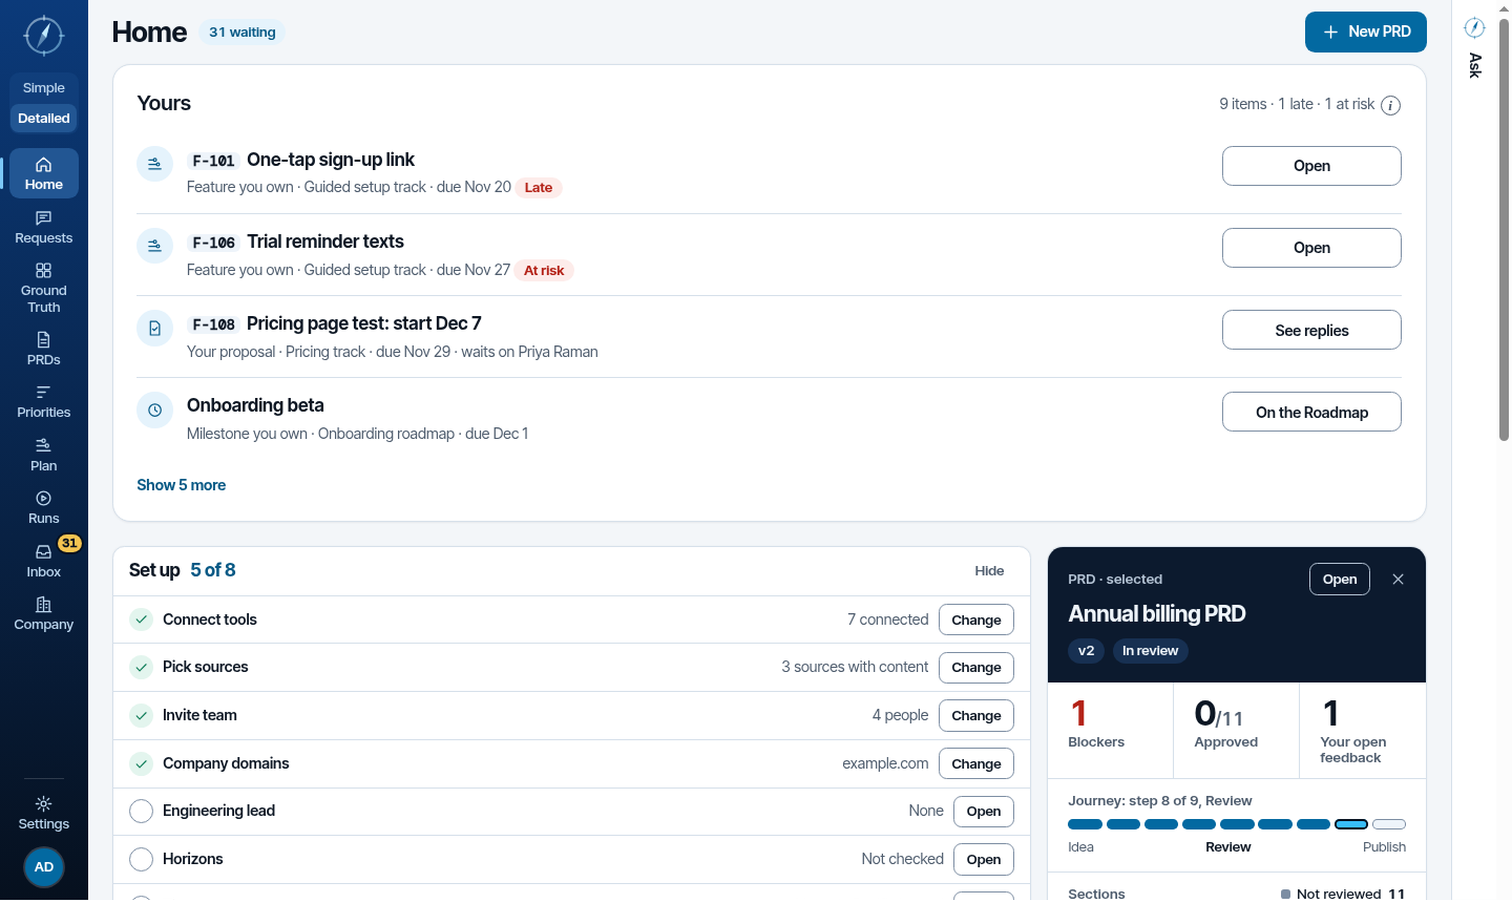 Home
31 waiting
New PRD
Simple
Detailed
Home
Requests
Ground
Truth
PRDs
Priorities
Plan
Runs
31
Inbox
Company
Settings
AD
Yours
9 items · 1 late · 1 at risk
F-101 One-tap sign-up link
Feature you own · Guided setup track · due Nov 20 Late
Open
F-106 Trial reminder texts
Feature you own · Guided setup track · due Nov 27 At risk
Open
F-108 Pricing page test: start Dec 7
Your proposal · Pricing track · due Nov 29 · waits on Priya Raman
See replies
Onboarding beta
Milestone you own · Onboarding roadmap · due Dec 1
On the Roadmap
Show 5 more
Set up 5 of 8
Hide
Connect tools 7 connected Change
Pick sources 3 sources with content Change
Invite team 4 people Change
Company domains example.com Change
Engineering lead None Open
Horizons Not checked Open
PRD · selected
Open
Annual billing PRD
v2 In review
1
Blockers
0/11
Approved
1
Your open
feedback
Journey: step 8 of 9, Review
Idea Review Publish
Sections Not reviewed 11
Ask